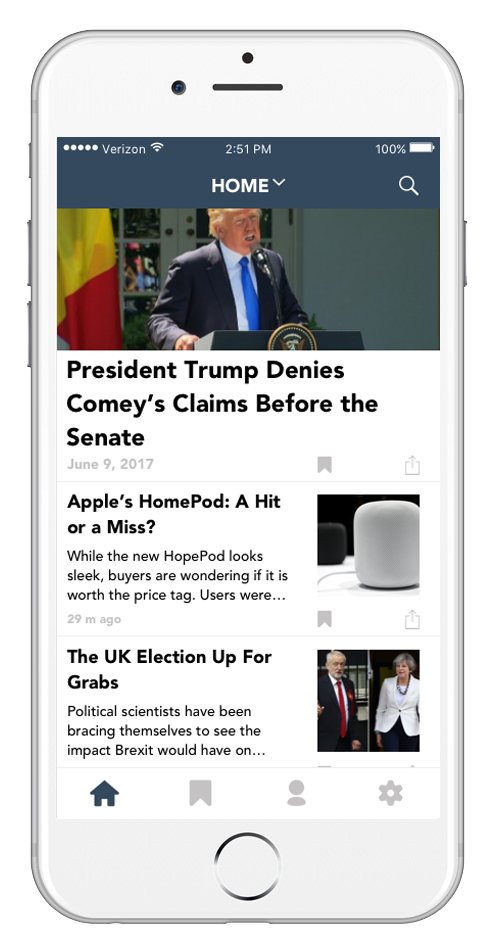 Verizon 2:51 PM 100%
HOME
President Trump Denies
Comey's Claims Before the
Senate
June 9, 2017
Apple's HomePod: A Hit
or a Miss?
While the new HopePod looks
sleek, buyers are wondering if it is
worth the price tag. Users were...
29 m ago
The UK Election Up For
Grabs
Political scientists have been
bracing themselves to see the
impact Brexit would have on...